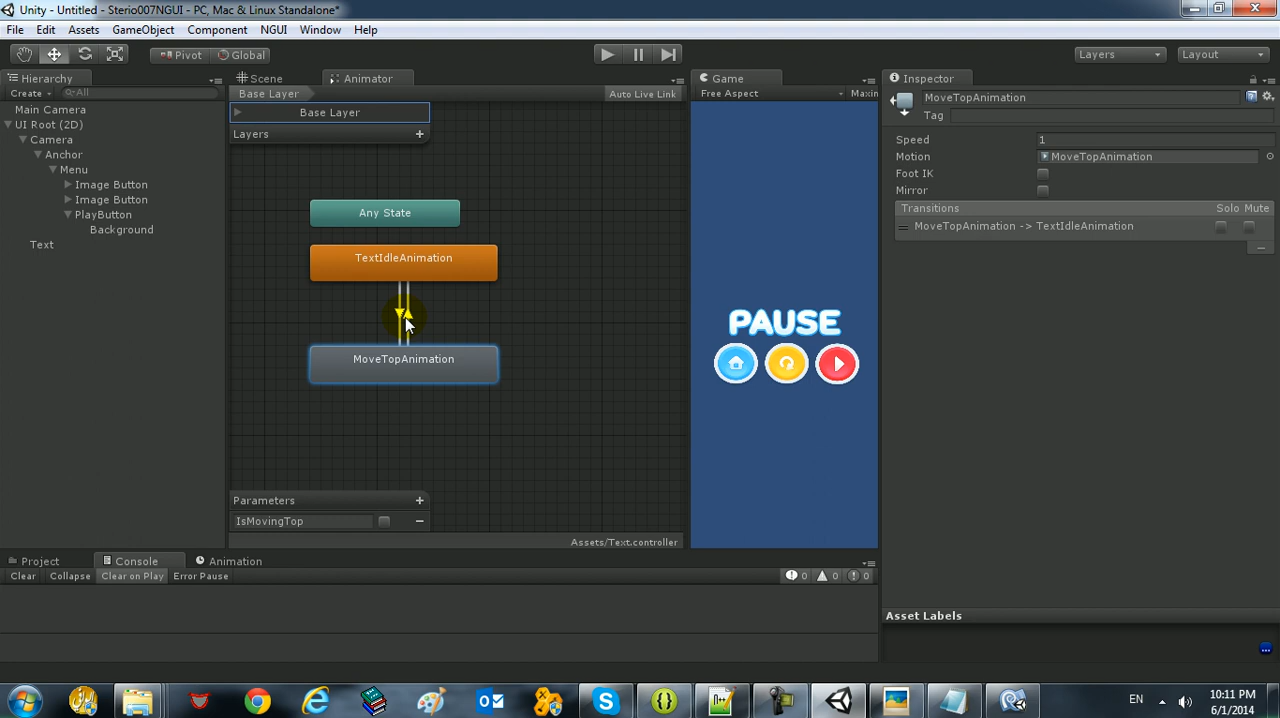 Unity - Untitled - Sterio007NGUI - PC, Mac & Linux Standalone*
File Edit Assets GameObject Component NGUI Window Help
Pivot Global Layers Layout
Hierarchy
Create All
Main Camera
UI Root (2D)
Camera
Anchor
Menu
Image Button
Image Button
PlayButton
Background
Text
Scene Animator
Base Layer Auto Live Link
Base Layer
Layers +
Any State
TextIdleAnimation
MoveTopAnimation
Parameters +
IsMovingTop
Assets/Text.controller
Game
Free Aspect Maxin
PAUSE
Inspector
MoveTopAnimation
Tag
Speed 1
Motion MoveTopAnimation
Foot IK
Mirror
Transitions Solo Mute
MoveTopAnimation -> TextIdleAnimation
Asset Labels
Project Console Animation
Clear Collapse Clear on Play Error Pause 0 0 0
EN 10:11 PM
6/1/2014